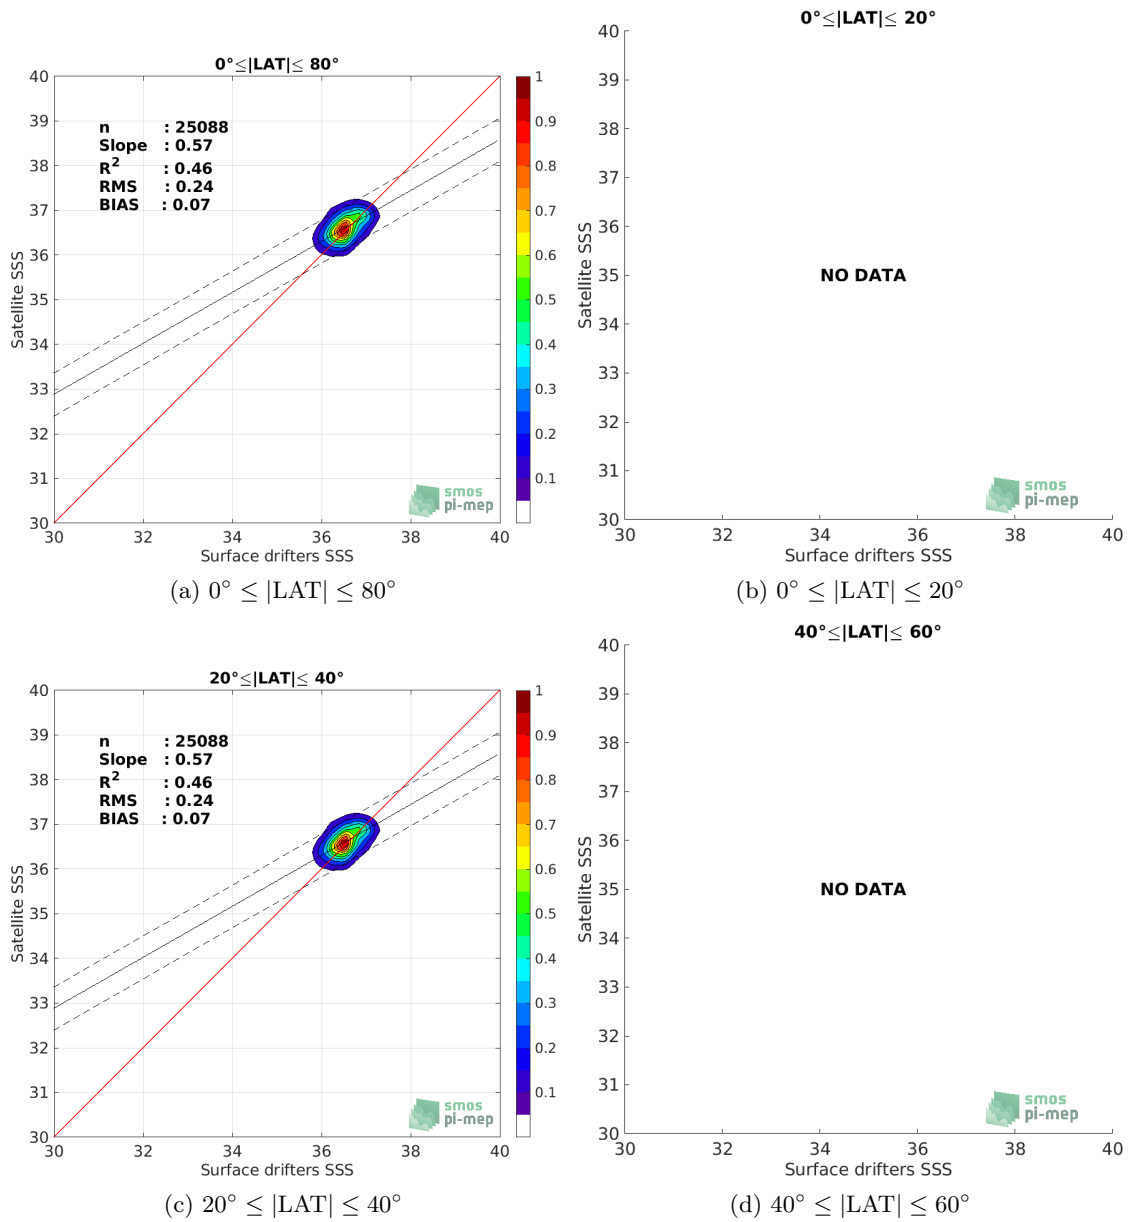 0°≤|LAT|≤ 80°
40
39
38
37
36
35
34
33
32
31
30
Satellite SSS
n : 25088
Slope : 0.57
R² : 0.46
RMS : 0.24
BIAS : 0.07
smos
pi-mep
30 32 34 36 38 40
Surface drifters SSS
1
0.9
0.8
0.7
0.6
0.5
0.4
0.3
0.2
0.1
(a) 0° ≤ |LAT| ≤ 80°
0°≤|LAT|≤ 20°
40
39
38
37
36
35
34
33
32
31
30
Satellite SSS
NO DATA
smos
pi-mep
30 32 34 36 38 40
Surface drifters SSS
(b) 0° ≤ |LAT| ≤ 20°
20°≤|LAT|≤ 40°
40
39
38
37
36
35
34
33
32
31
30
Satellite SSS
n : 25088
Slope : 0.57
R² : 0.46
RMS : 0.24
BIAS : 0.07
smos
pi-mep
30 32 34 36 38 40
Surface drifters SSS
1
0.9
0.8
0.7
0.6
0.5
0.4
0.3
0.2
0.1
(c) 20° ≤ |LAT| ≤ 40°
40°≤|LAT|≤ 60°
40
39
38
37
36
35
34
33
32
31
30
Satellite SSS
NO DATA
smos
pi-mep
30 32 34 36 38 40
Surface drifters SSS
(d) 40° ≤ |LAT| ≤ 60°